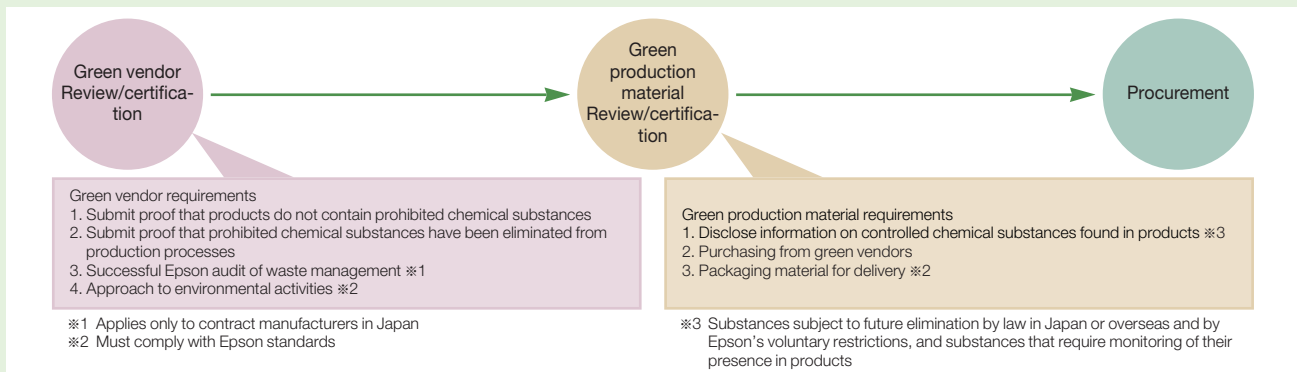 Green vendor
Review/certifica-
tion
Green
production
material
Review/certifica-
tion
Procurement
Green vendor requirements
1. Submit proof that products do not contain prohibited chemical substances
2. Submit proof that prohibited chemical substances have been eliminated from
production processes
3. Successful Epson audit of waste management ※1
4. Approach to environmental activities ※2
※1 Applies only to contract manufacturers in Japan
※2 Must comply with Epson standards
Green production material requirements
1. Disclose information on controlled chemical substances found in products ※3
2. Purchasing from green vendors
3. Packaging material for delivery ※2
※3 Substances subject to future elimination by law in Japan or overseas and by
Epson's voluntary restrictions, and substances that require monitoring of their
presence in products